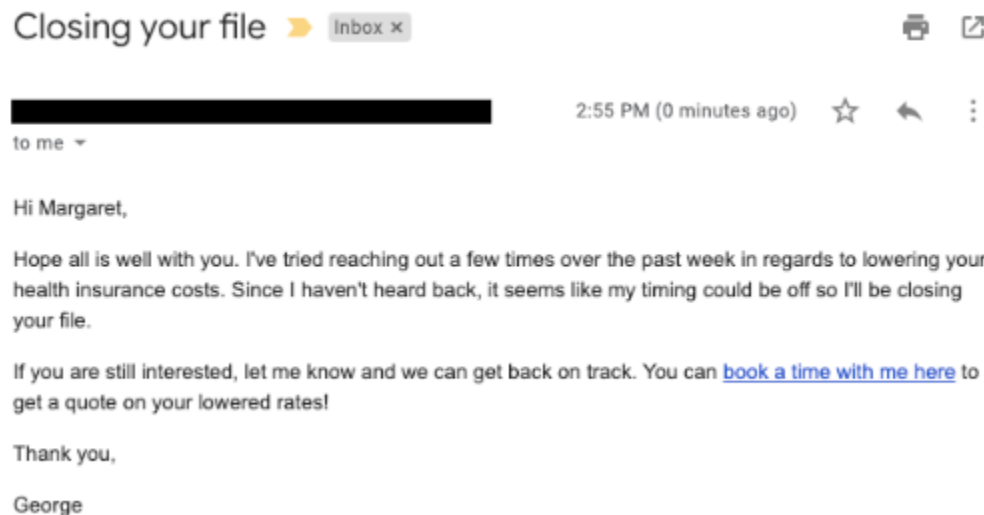 Closing your file Inbox x
2:55 PM (0 minutes ago)
to me
Hi Margaret,
Hope all is well with you. I've tried reaching out a few times over the past week in regards to lowering your
health insurance costs. Since I haven't heard back, it seems like my timing could be off so I'll be closing
your file.
If you are still interested, let me know and we can get back on track. You can book a time with me here to
get a quote on your lowered rates!
Thank you,
George